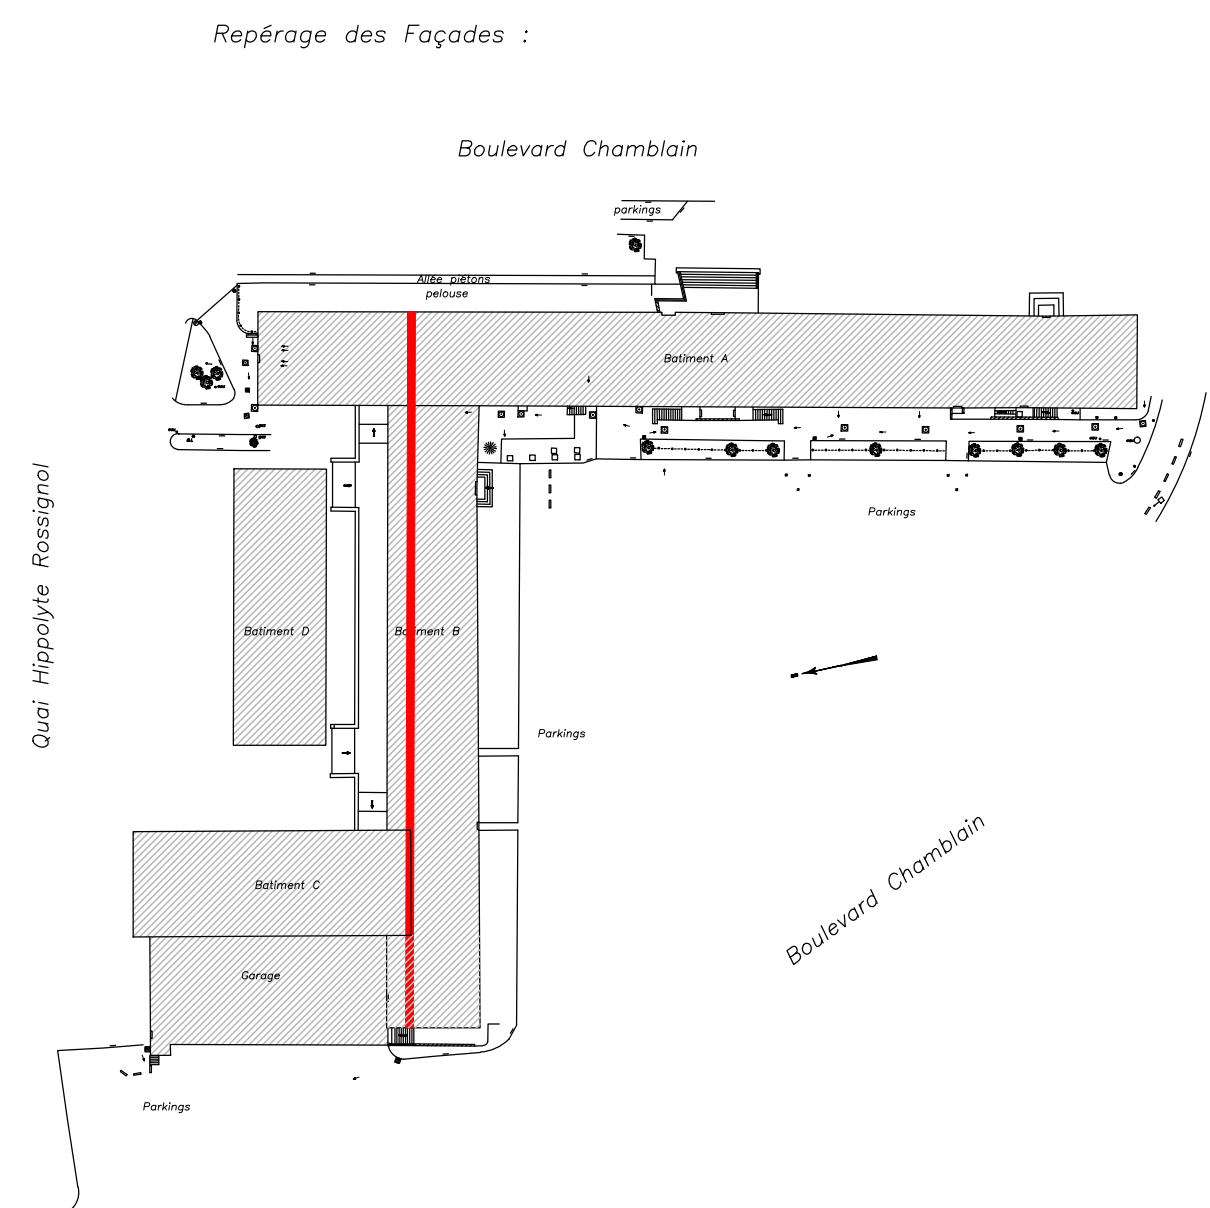 Repérage des Façades :
Boulevard Chamblain
parkings
Allée piétons
pelouse
Batiment A
Parkings
Quai Hippolyte Rossignol
Batiment D
Batiment B
Parkings
Boulevard Chamblain
Batiment C
Garage
Parkings